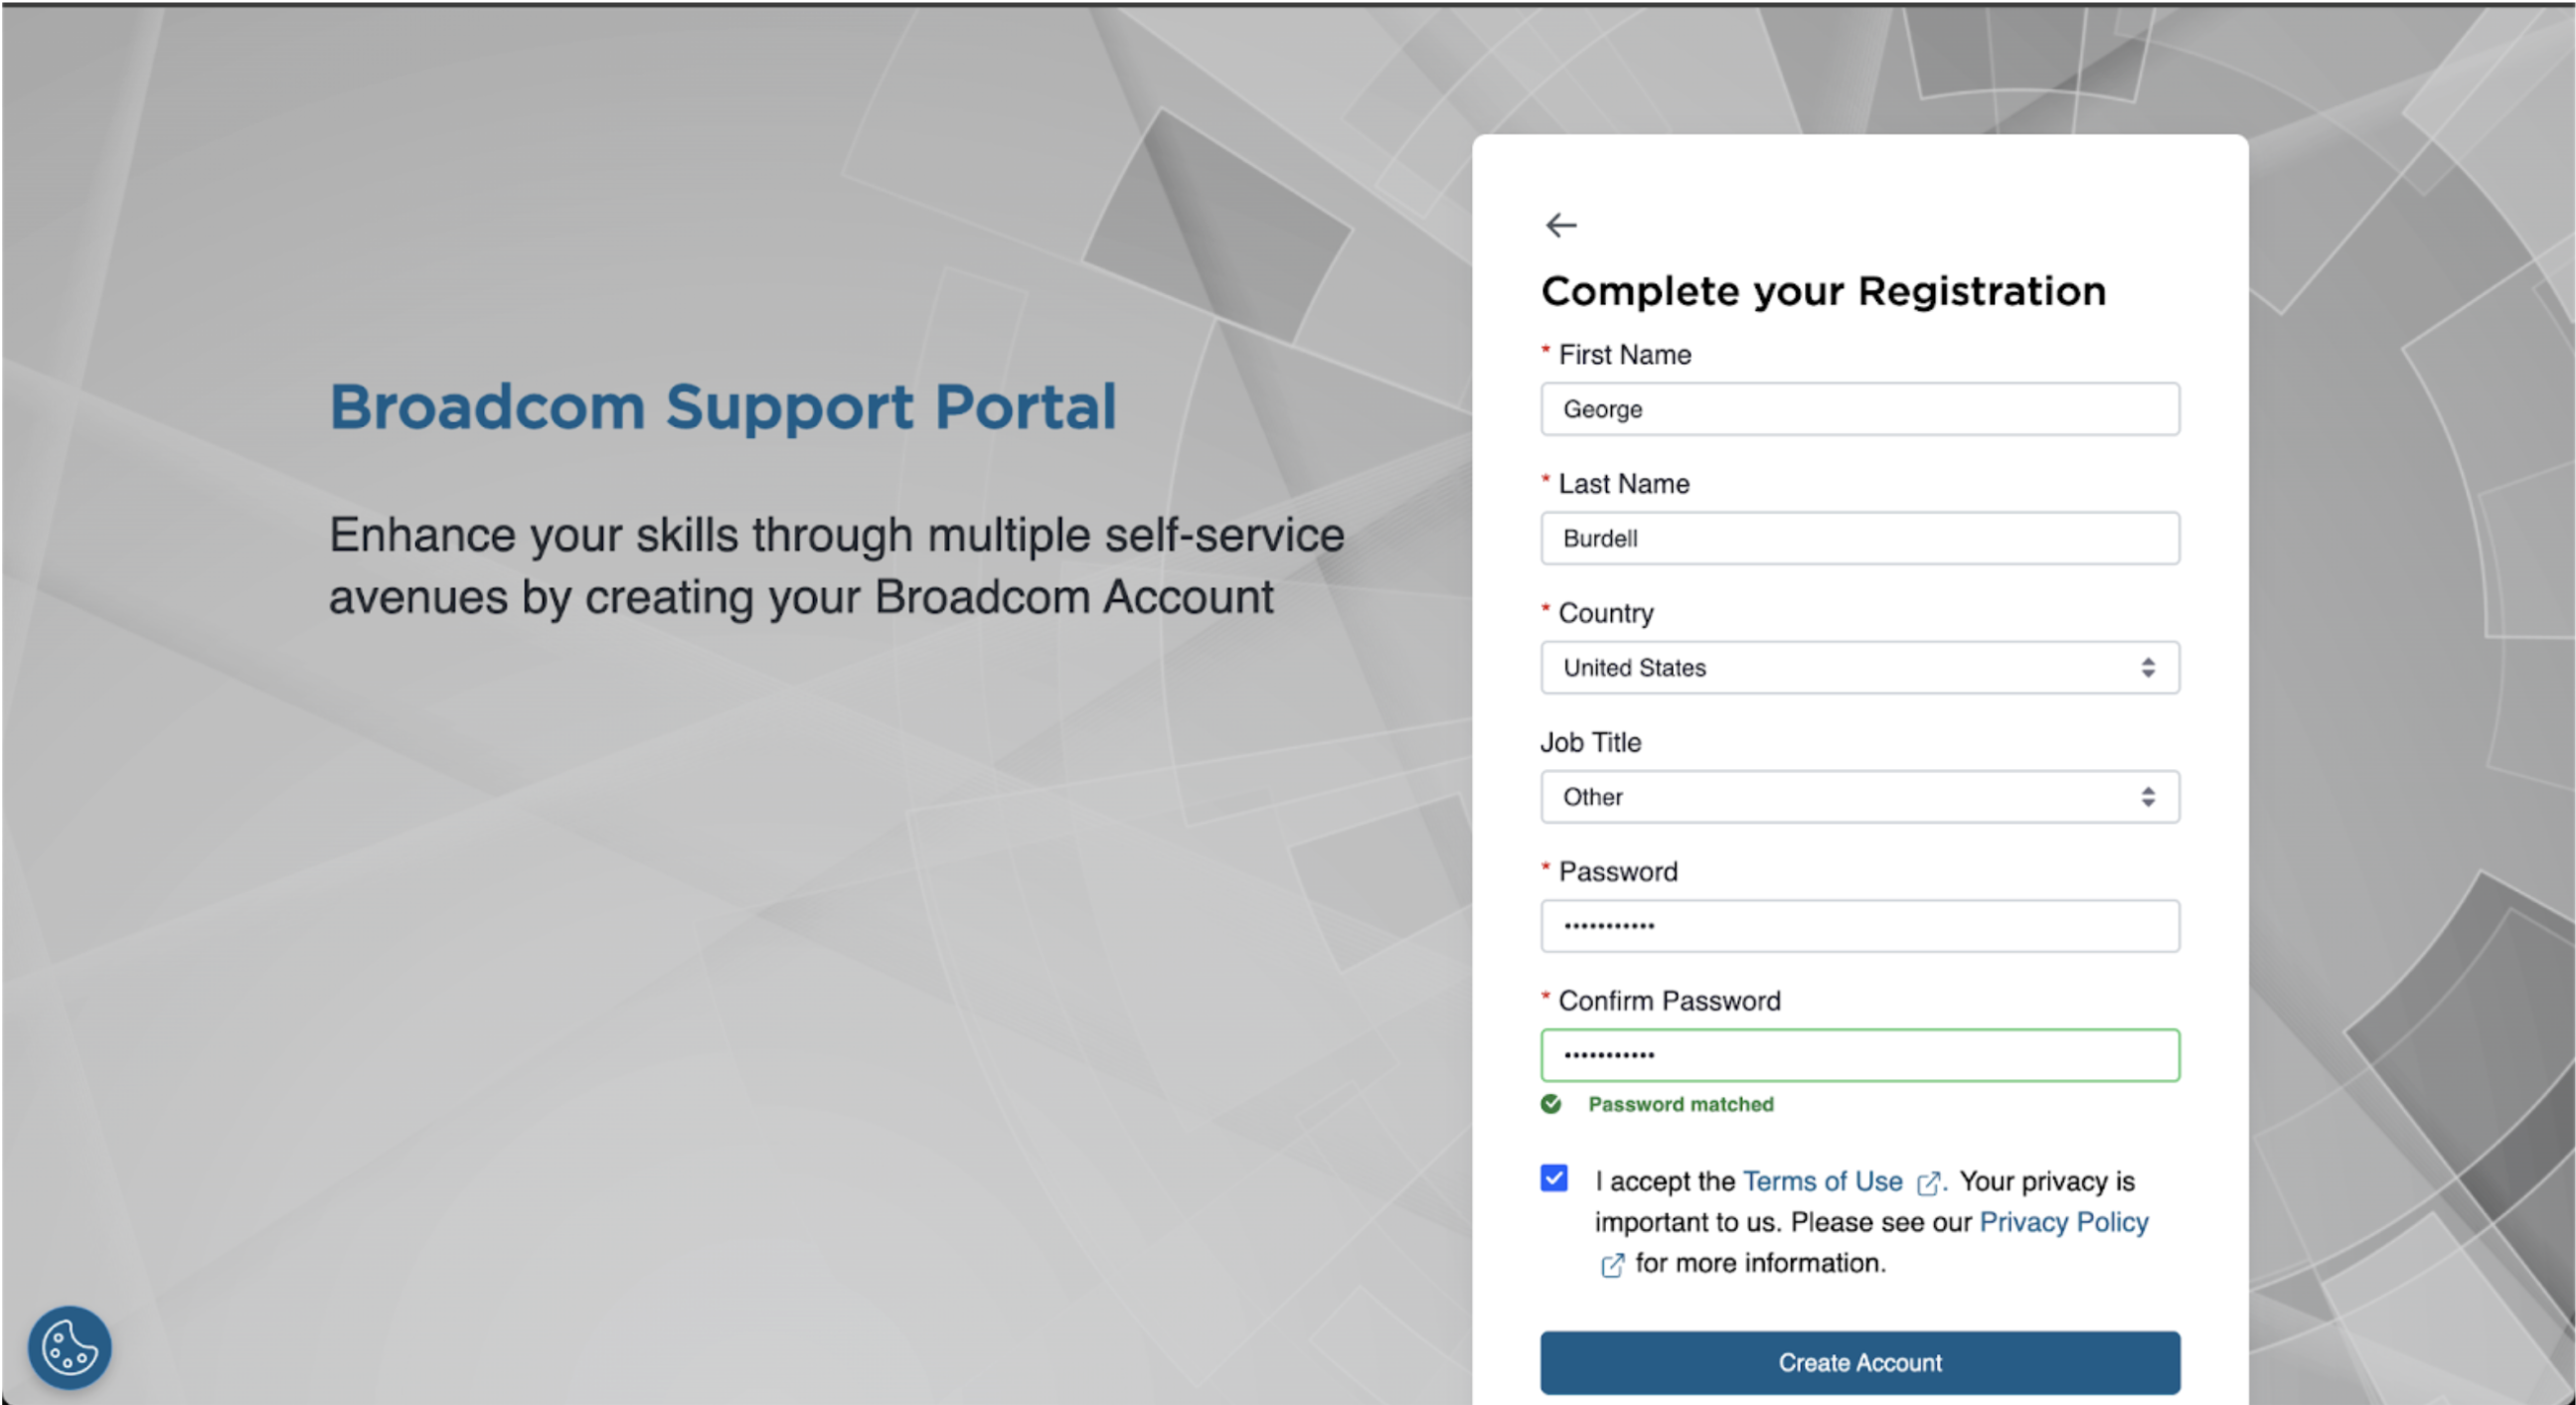 Broadcom Support Portal
Enhance your skills through multiple self-service
avenues by creating your Broadcom Account
Complete your Registration
* First Name
George
* Last Name
Burdell
* Country
United States
Job Title
Other
* Password
•••••••••••
* Confirm Password
•••••••••••
Password matched
I accept the Terms of Use . Your privacy is
important to us. Please see our Privacy Policy
for more information.
Create Account